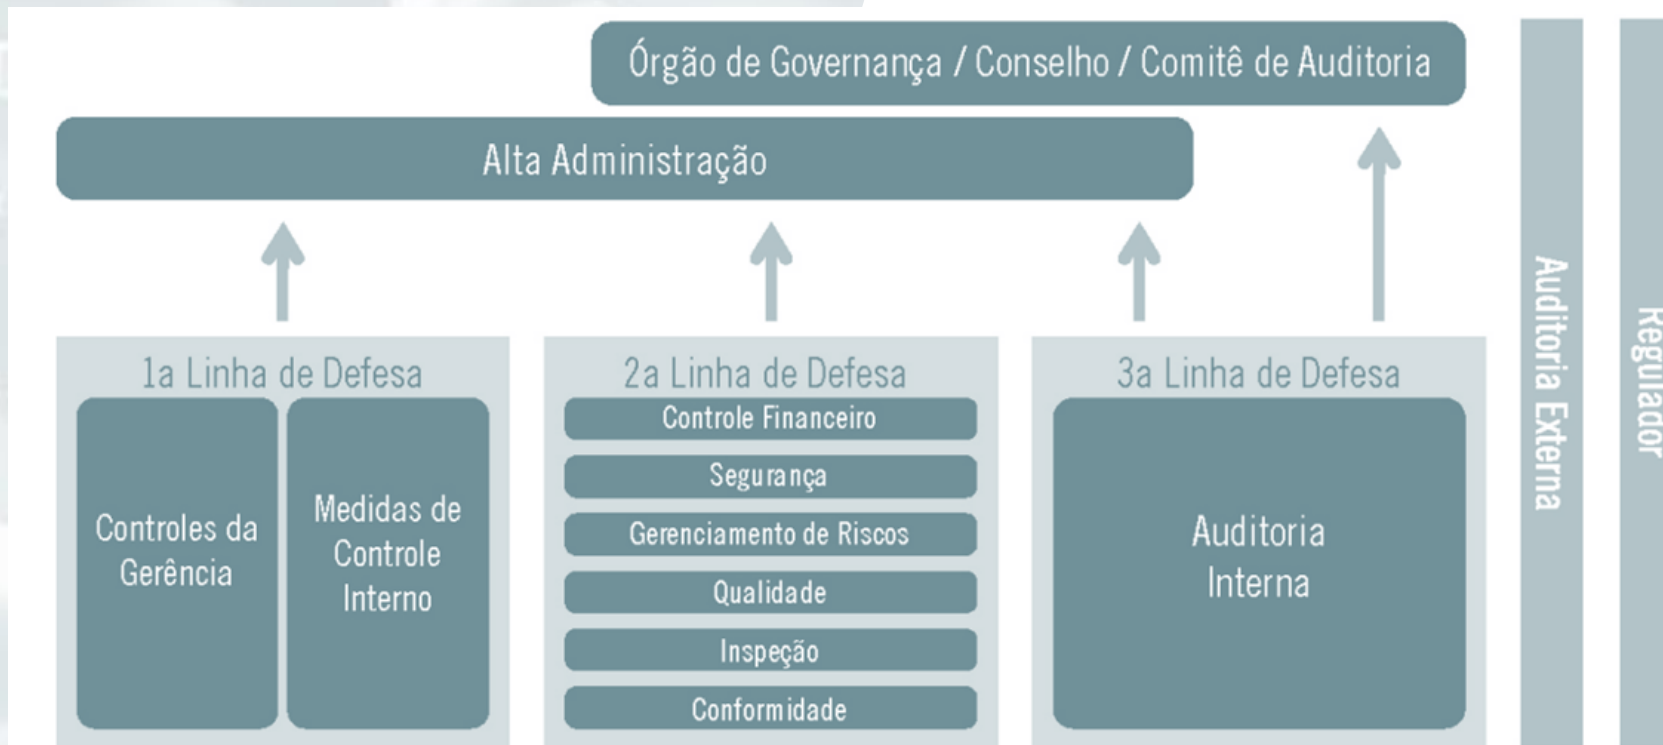 Órgão de Governança / Conselho / Comitê de Auditoria
Alta Administração
1a Linha de Defesa
Controles da
Gerência
Medidas de
Controle
Interno
2a Linha de Defesa
Controle Financeiro
Segurança
Gerenciamento de Riscos
Qualidade
Inspeção
Conformidade
3a Linha de Defesa
Auditoria
Interna
Auditoria Externa
Regulador